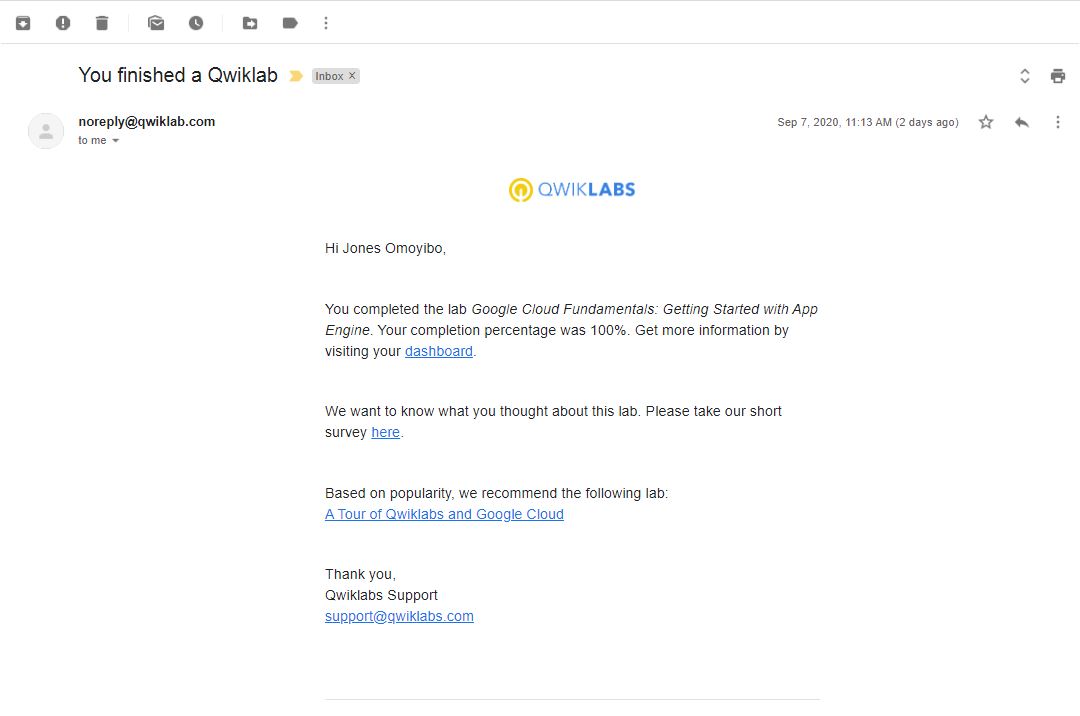 You finished a Qwiklab
Inbox x
noreply@qwiklab.com
Sep 7, 2020, 11:13 AM (2 days ago)
to me
QWIKLABS
Hi Jones Omoyibo,
You completed the lab Google Cloud Fundamentals: Getting Started with App
Engine. Your completion percentage was 100%. Get more information by
visiting your dashboard.
We want to know what you thought about this lab. Please take our short
survey here.
Based on popularity, we recommend the following lab:
A Tour of Qwiklabs and Google Cloud
Thank you,
Qwiklabs Support
support@qwiklabs.com